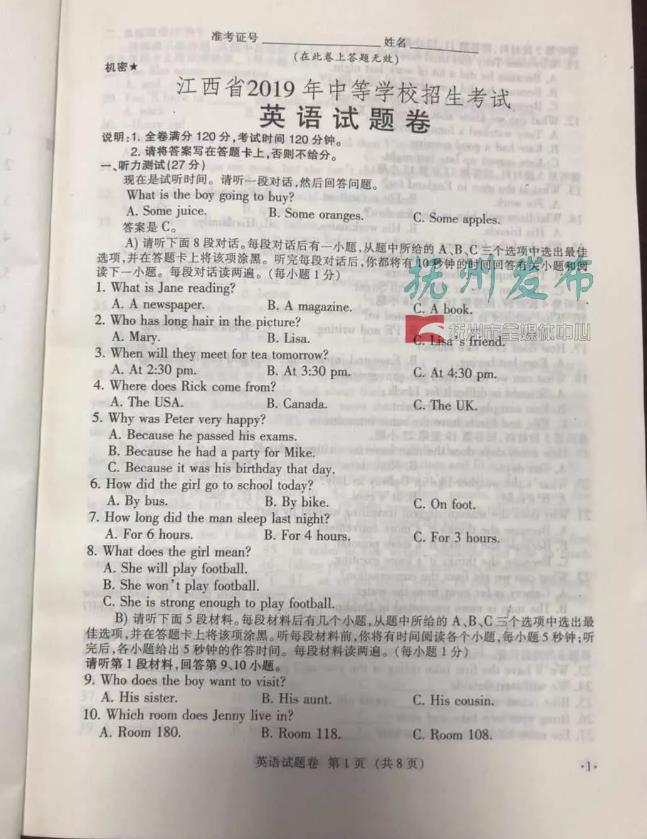 准考证号 姓名
(在此卷上答题无效)
机密★
江西省2019年中等学校招生考试
英语试题卷
说明:1. 全卷满分120分,考试时间120分钟。
2. 请将答案写在答题卡上,否则不给分。
一、听力测试(27分)
现在是试听时间。请听一段对话,然后回答问题。
What is the boy going to buy?
A. Some juice. B. Some oranges. C. Some apples.
答案是C。
A) 请听下面8段对话。每段对话后有一小题,从题中所给的A、B、C三个选项中选出最佳
选项,并在答题卡上将该项涂黑。听完每段对话后,你都将有10秒钟的时间回答有关小题和阅
读下一小题。每段对话读两遍。(每小题1分)
抚州发布
1. What is Jane reading?
A. A newspaper. B. A magazine. C. A book.
2. Who has long hair in the picture?
抚州市全媒体中心
A. Mary. B. Lisa. C. Lisa's friend.
3. When will they meet for tea tomorrow?
A. At 2:30 pm. B. At 3:30 pm. C. At 4:30 pm.
4. Where does Rick come from?
A. The USA. B. Canada. C. The UK.
5. Why was Peter very happy?
A. Because he passed his exams.
B. Because he had a party for Mike.
C. Because it was his birthday that day.
6. How did the girl go to school today?
A. By bus. B. By bike. C. On foot.
7. How long did the man sleep last night?
A. For 6 hours. B. For 4 hours. C. For 3 hours.
8. What does the girl mean?
A. She will play football.
B. She won't play football.
C. She is strong enough to play football.
B) 请听下面5段材料。每段材料后有几个小题,从题中所给的A、B、C三个选项中选出最
佳选项,并在答题卡上将该项涂黑。听每段材料前,你将有时间阅读各个小题,每小题5秒钟;听
完后,各小题给出5秒钟的作答时间。每段材料读两遍。(每小题1分)
请听第1段材料,回答第9、10小题。
9. Who does the boy want to visit?
A. His sister. B. His aunt. C. His cousin.
10. Which room does Jenny live in?
A. Room 180. B. Room 118. C. Room 108.
英语试题卷 第1页 (共8页)
·1·